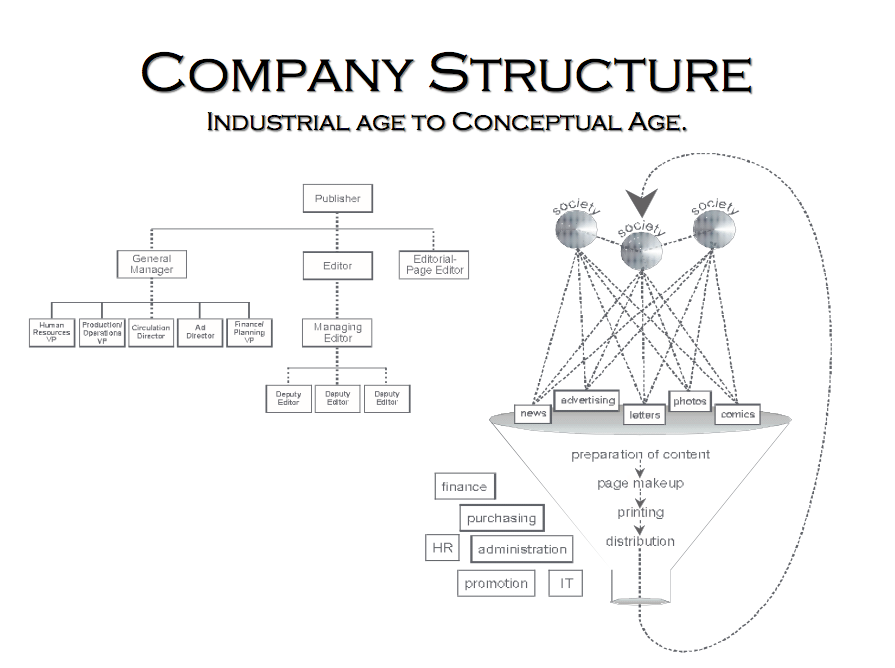 Company Structure
Industrial age to Conceptual Age.
Publisher
General
Manager
Editor
Editorial-
Page Editor
Human
Resources
VP
Production/
Operations
VP
Circulation
Director
Ad
Director
Finance/
Planning
VP
Managing
Editor
Deputy
Editor
Deputy
Editor
Deputy
Editor
society
society
society
news
advertising
letters
photos
comics
preparation of content
page makeup
printing
distribution
finance
purchasing
HR
administration
promotion
IT